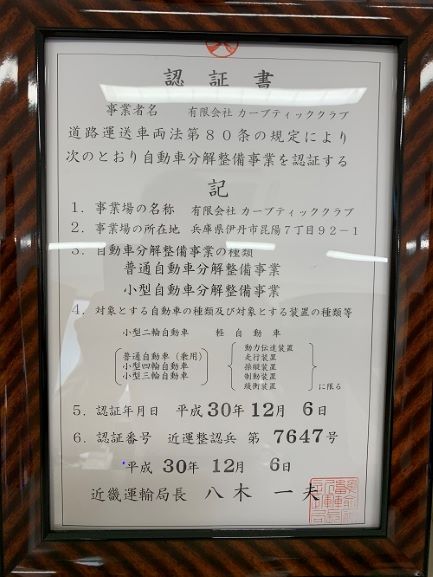 認証書
事業者名 有限会社 カーブティッククラブ
道路運送車両法第80条の規定により
次のとおり自動車分解整備事業を認証する
記
1. 事業場の名称 有限会社 カーブティッククラブ
2. 事業場の所在地 兵庫県伊丹市昆陽7丁目92-1
3. 自動車分解整備事業の種類
普通自動車分解整備事業
小型自動車分解整備事業
4. 対象とする自動車の種類及び対象とする装置の種類等
小型二輪自動車 軽自動車
普通自動車(乗用)
小型四輪自動車
小型三輪自動車
動力伝達装置
走行装置
操縦装置
制動装置
緩衝装置
に限る
5. 認証年月日 平成30年12月 6日
6. 認証番号 近運整認兵 第 7647号
平成 30年 12月 6日
近畿運輸局長 八木 一夫